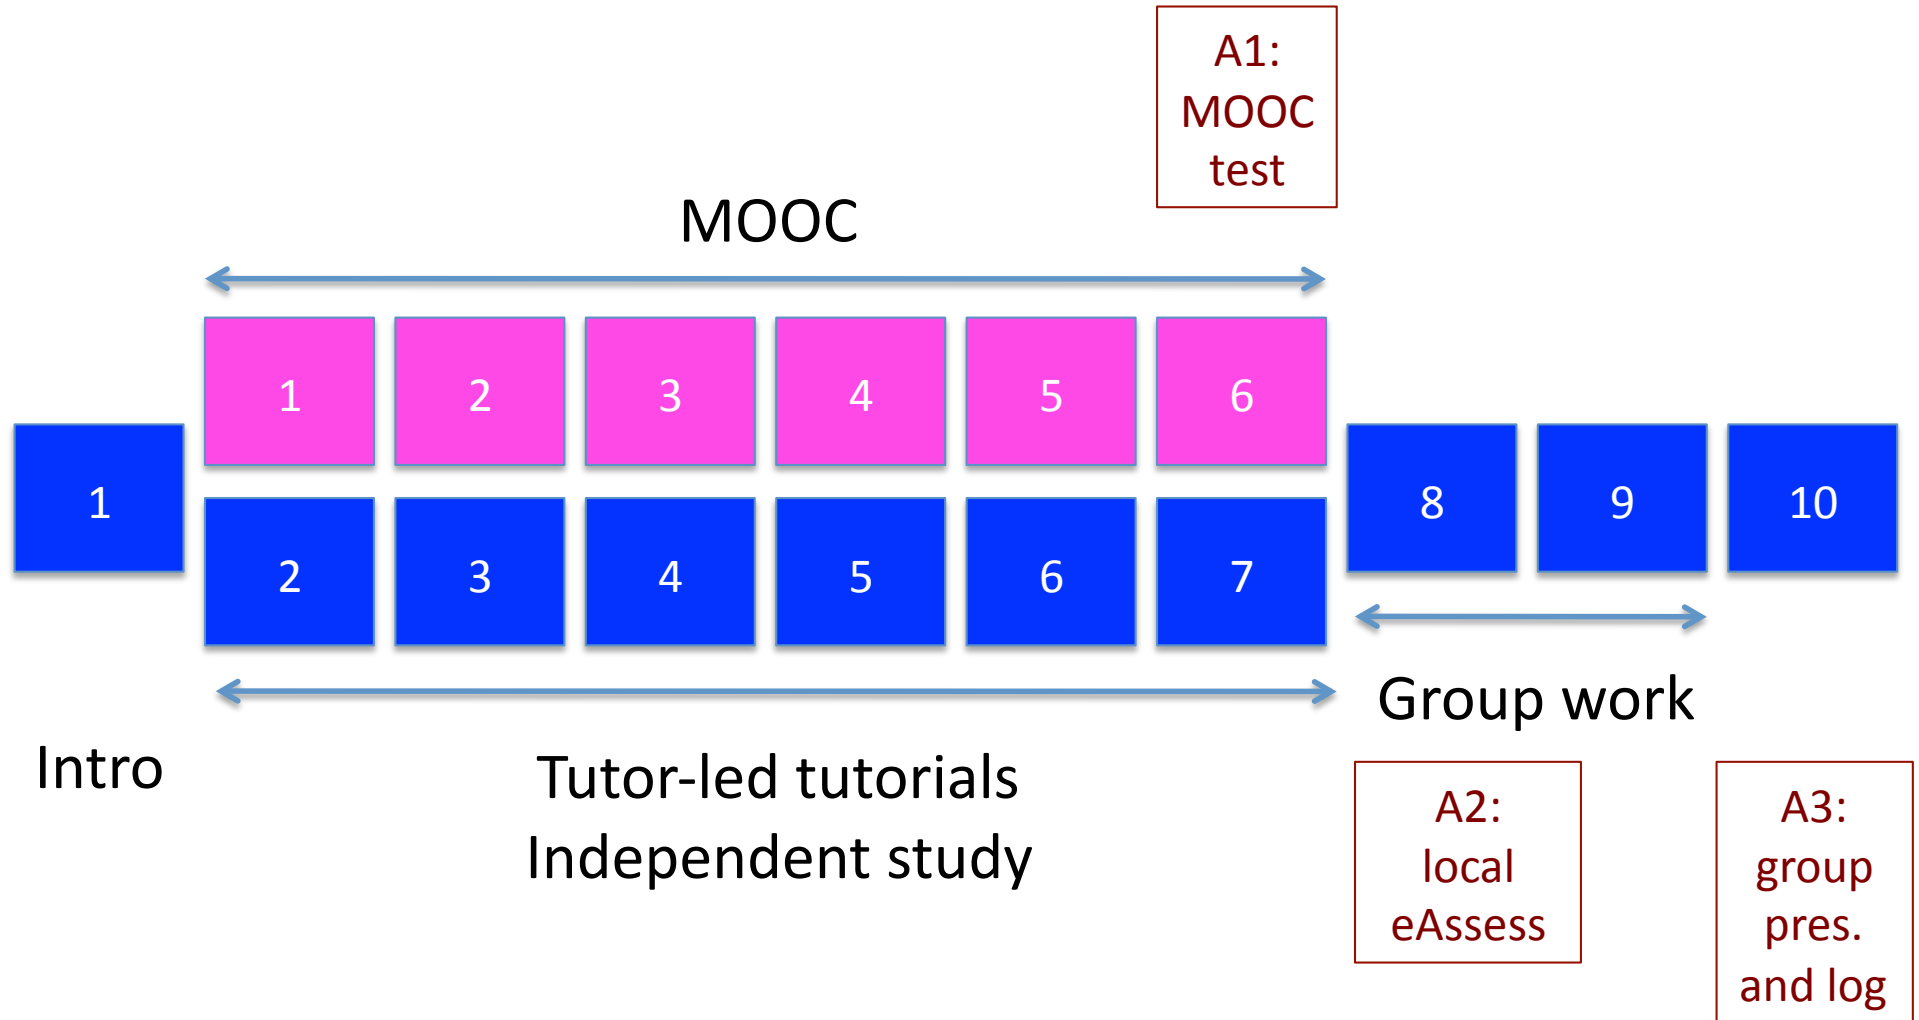 A1:
MOOC
test
MOOC
1 2 3 4 5 6
1
2 3 4 5 6 7
8 9 10
Intro
Tutor-led tutorials
Independent study
Group work
A2:
local
eAssess
A3:
group
pres.
and log